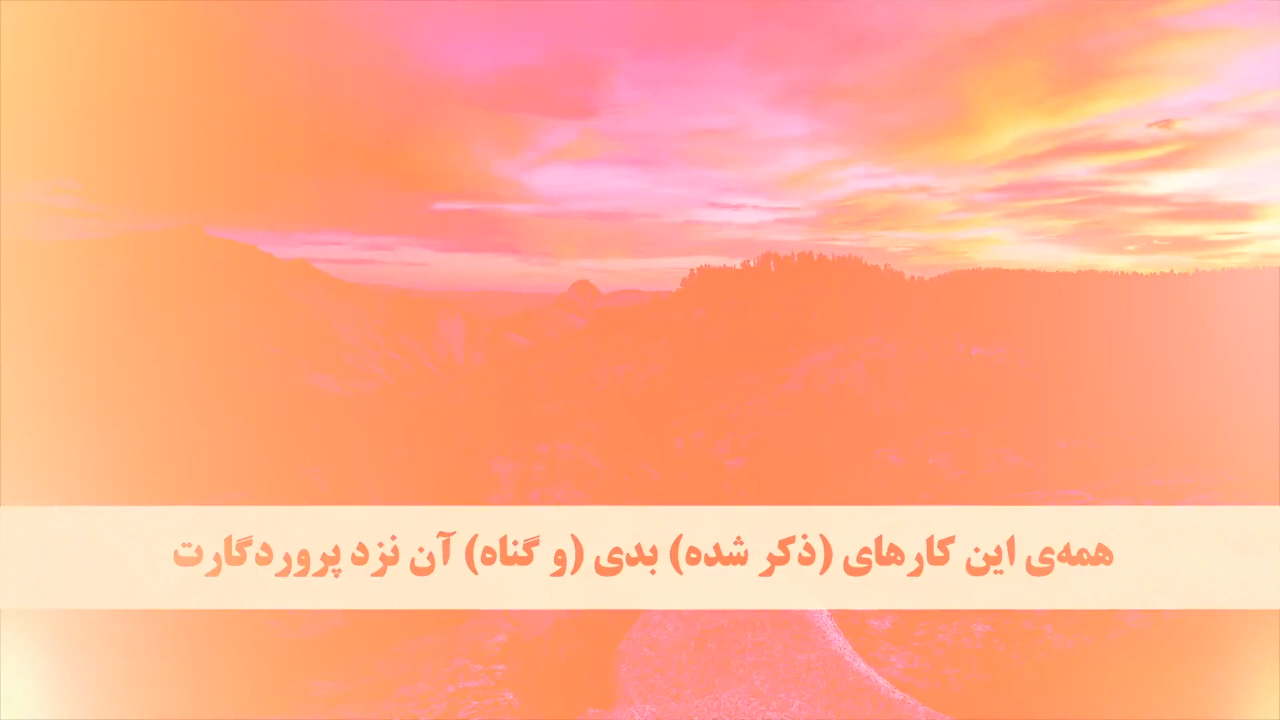 همه‌ی این کارهای (ذکر شده) بدی (و گناه) آن نزد پروردگارت